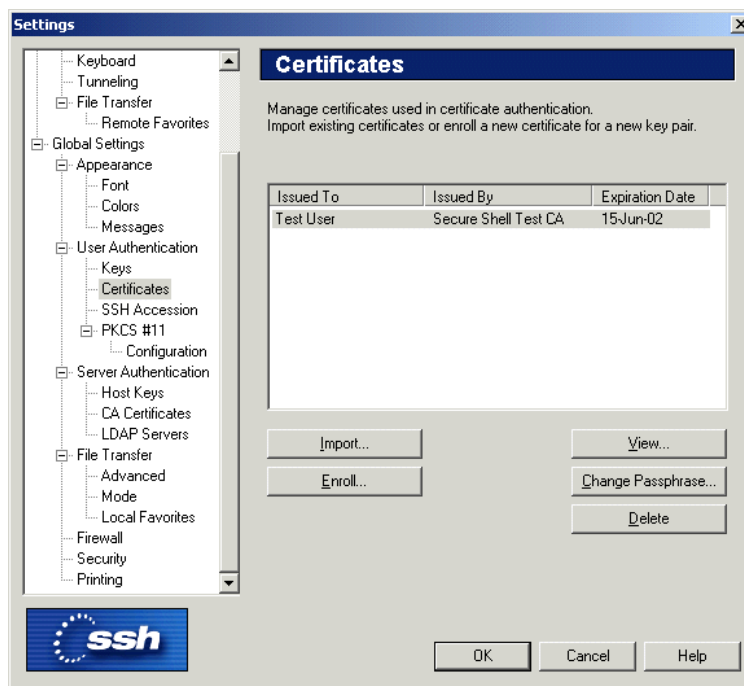 Settings
Keyboard
Tunneling
File Transfer
Remote Favorites
Global Settings
Appearance
Font
Colors
Messages
User Authentication
Keys
Certificates
SSH Accession
PKCS #11
Configuration
Server Authentication
Host Keys
CA Certificates
LDAP Servers
File Transfer
Advanced
Mode
Local Favorites
Firewall
Security
Printing
ssh
Certificates
Manage certificates used in certificate authentication.
Import existing certificates or enroll a new certificate for a new key pair.
Issued To Issued By Expiration Date
Test User Secure Shell Test CA 15-Jun-02
Import... View...
Enroll... Change Passphrase...
Delete
OK Cancel Help